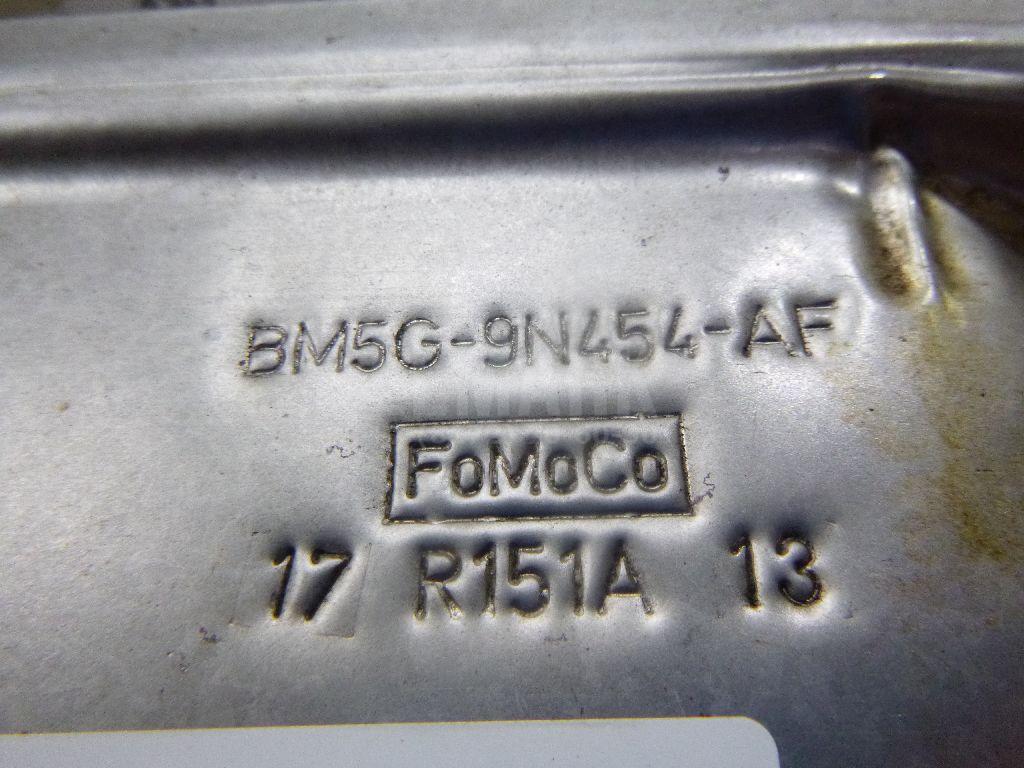 BM5G-9N454-AF
FoMoCo
17 R151A 13